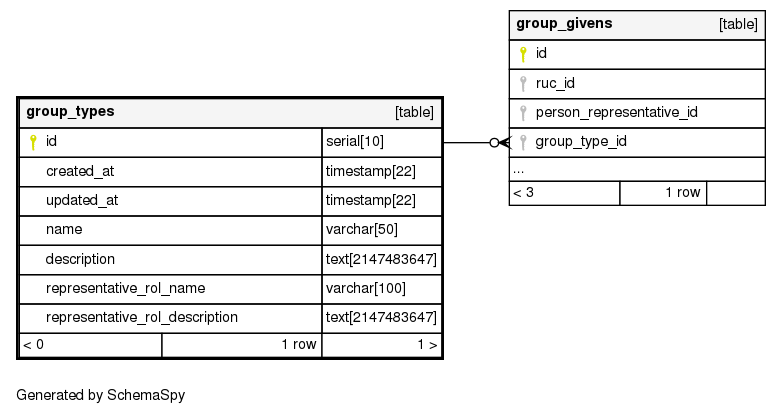 group_givens [table]
id
ruc_id
person_representative_id
group_type_id
...
< 3 1 row
group_types [table]
id serial[10]
created_at timestamp[22]
updated_at timestamp[22]
name varchar[50]
description text[2147483647]
representative_rol_name varchar[100]
representative_rol_description text[2147483647]
< 0 1 row 1 >
Generated by SchemaSpy